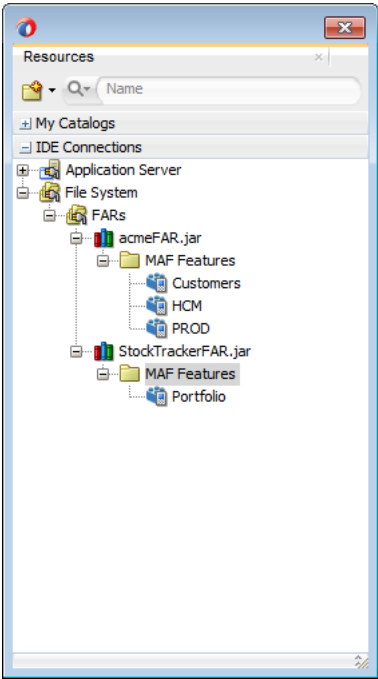 Resources
Name
My Catalogs
IDE Connections
Application Server
File System
FARs
acmeFAR.jar
MAF Features
Customers
HCM
PROD
StockTrackerFAR.jar
MAF Features
Portfolio